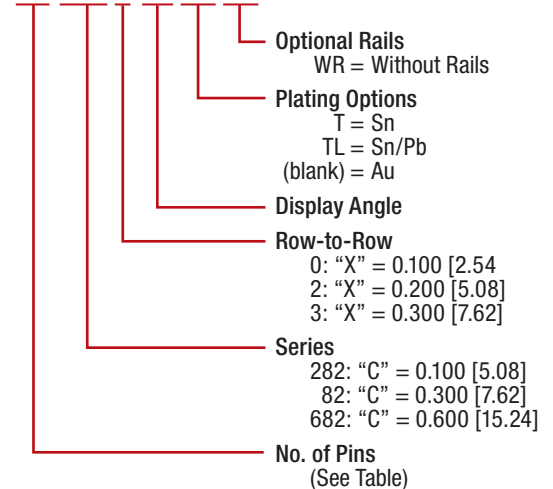 Optional Rails
WR = Without Rails
Plating Options
T = Sn
TL = Sn/Pb
(blank) = Au
Display Angle
Row-to-Row
0: “X” = 0.100 [2.54
2: “X” = 0.200 [5.08]
3: “X” = 0.300 [7.62]
Series
282: “C” = 0.100 [5.08]
82: “C” = 0.300 [7.62]
682: “C” = 0.600 [15.24]
No. of Pins
(See Table)